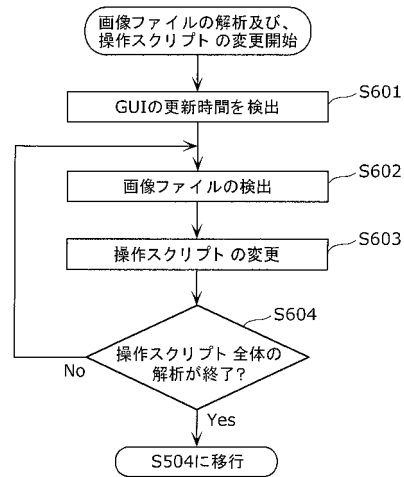 画像ファイルの解析及び、
操作スクリプトの変更開始
S601
GUIの更新時間を検出
S602
画像ファイルの検出
S603
操作スクリプトの変更
S604
操作スクリプト全体の
解析が終了?
No
Yes
S504に移行